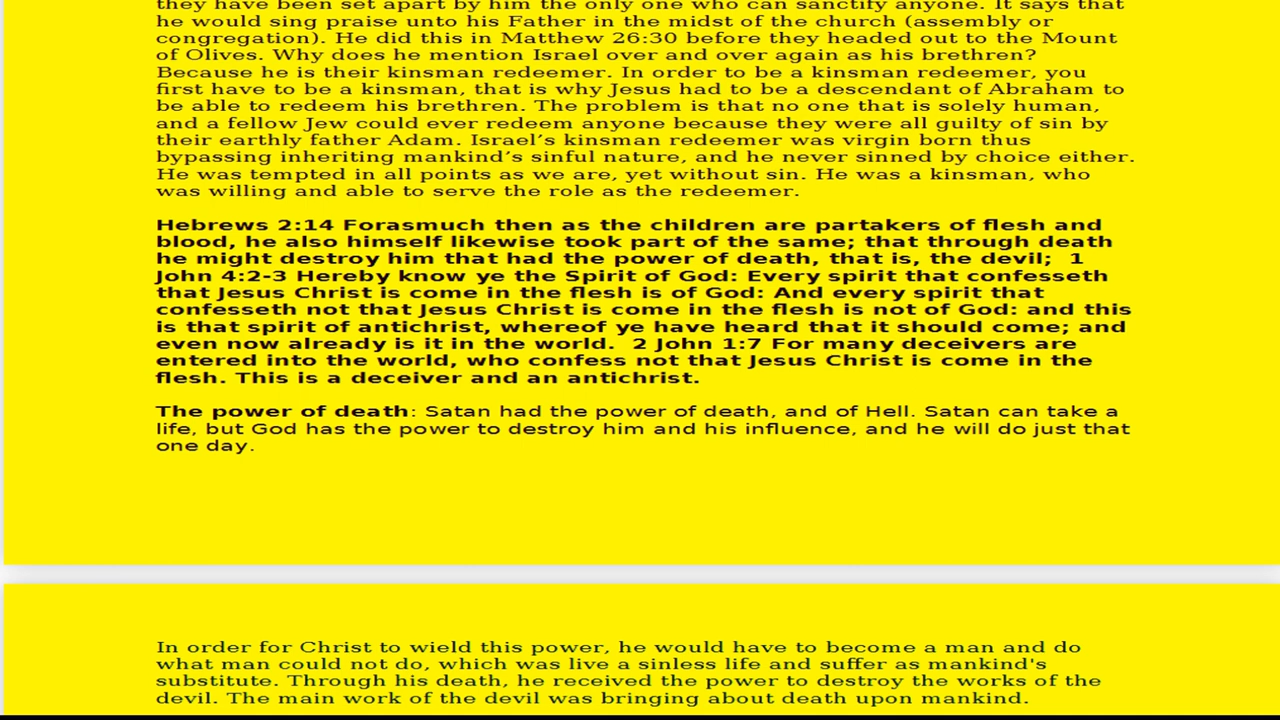 they have been set apart by him the only one who can sanctify anyone. It says that
he would sing praise unto his Father in the midst of the church (assembly or
congregation). He did this in Matthew 26:30 before they headed out to the Mount
of Olives. Why does he mention Israel over and over again as his brethren?
Because he is their kinsman redeemer. In order to be a kinsman redeemer, you
first have to be a kinsman, that is why Jesus had to be a descendant of Abraham to
be able to redeem his brethren. The problem is that no one that is solely human,
and a fellow Jew could ever redeem anyone because they were all guilty of sin by
their earthly father Adam. Israel’s kinsman redeemer was virgin born thus
bypassing inheriting mankind’s sinful nature, and he never sinned by choice either.
He was tempted in all points as we are, yet without sin. He was a kinsman, who
was willing and able to serve the role as the redeemer.
Hebrews 2:14 Forasmuch then as the children are partakers of flesh and
blood, he also himself likewise took part of the same; that through death
he might destroy him that had the power of death, that is, the devil;  1
John 4:2-3 Hereby know ye the Spirit of God: Every spirit that confesseth
that Jesus Christ is come in the flesh is of God: And every spirit that
confesseth not that Jesus Christ is come in the flesh is not of God: and this
is that spirit of antichrist, whereof ye have heard that it should come; and
even now already is it in the world.  2 John 1:7 For many deceivers are
entered into the world, who confess not that Jesus Christ is come in the
flesh. This is a deceiver and an antichrist.
The power of death: Satan had the power of death, and of Hell. Satan can take a
life, but God has the power to destroy him and his influence, and he will do just that
one day.
In order for Christ to wield this power, he would have to become a man and do
what man could not do, which was live a sinless life and suffer as mankind's
substitute. Through his death, he received the power to destroy the works of the
devil. The main work of the devil was bringing about death upon mankind.